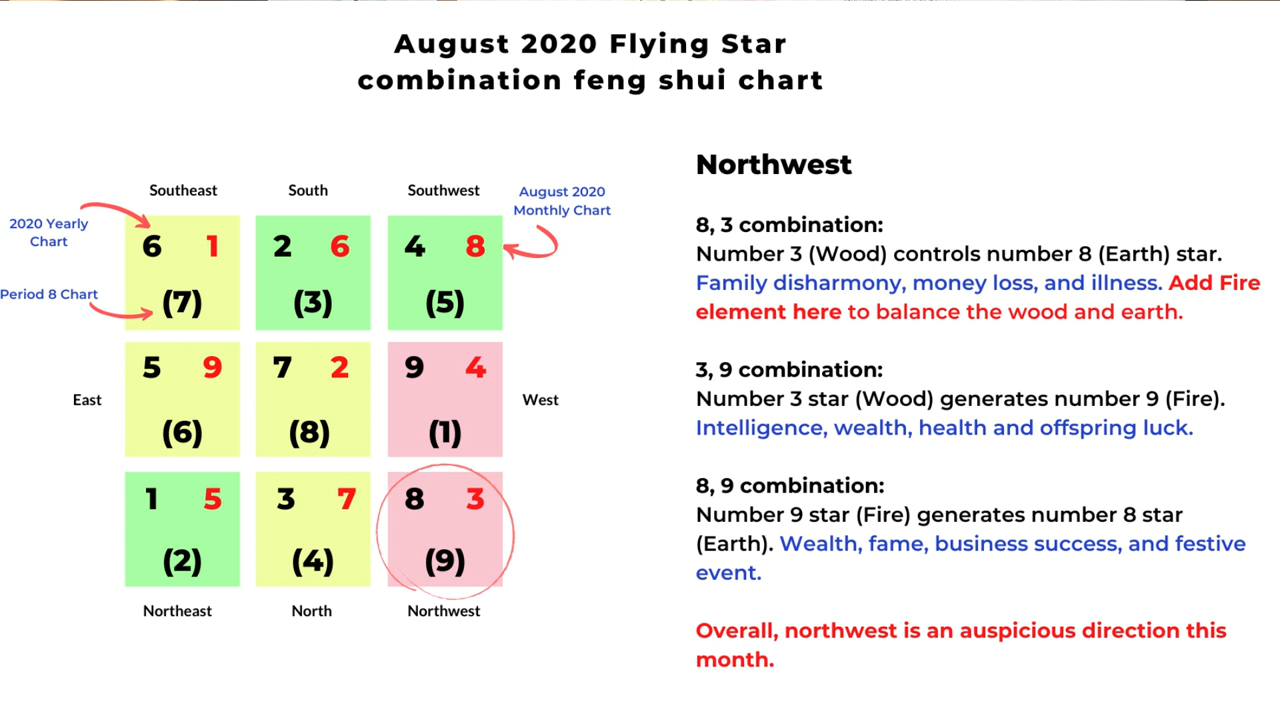 August 2020 Flying Star
combination feng shui chart
Southeast South Southwest
August 2020
Monthly Chart
2020 Yearly
Chart
Period 8 Chart
6 1 2 6 4 8
(7) (3) (5)
East
5 9 7 2 9 4
(6) (8) (1)
West
1 5 3 7 8 3
(2) (4) (9)
Northeast North Northwest
Northwest
8, 3 combination:
Number 3 (Wood) controls number 8 (Earth) star.
Family disharmony, money loss, and illness. Add Fire
element here to balance the wood and earth.
3, 9 combination:
Number 3 star (Wood) generates number 9 (Fire).
Intelligence, wealth, health and offspring luck.
8, 9 combination:
Number 9 star (Fire) generates number 8 star
(Earth). Wealth, fame, business success, and festive
event.
Overall, northwest is an auspicious direction this
month.